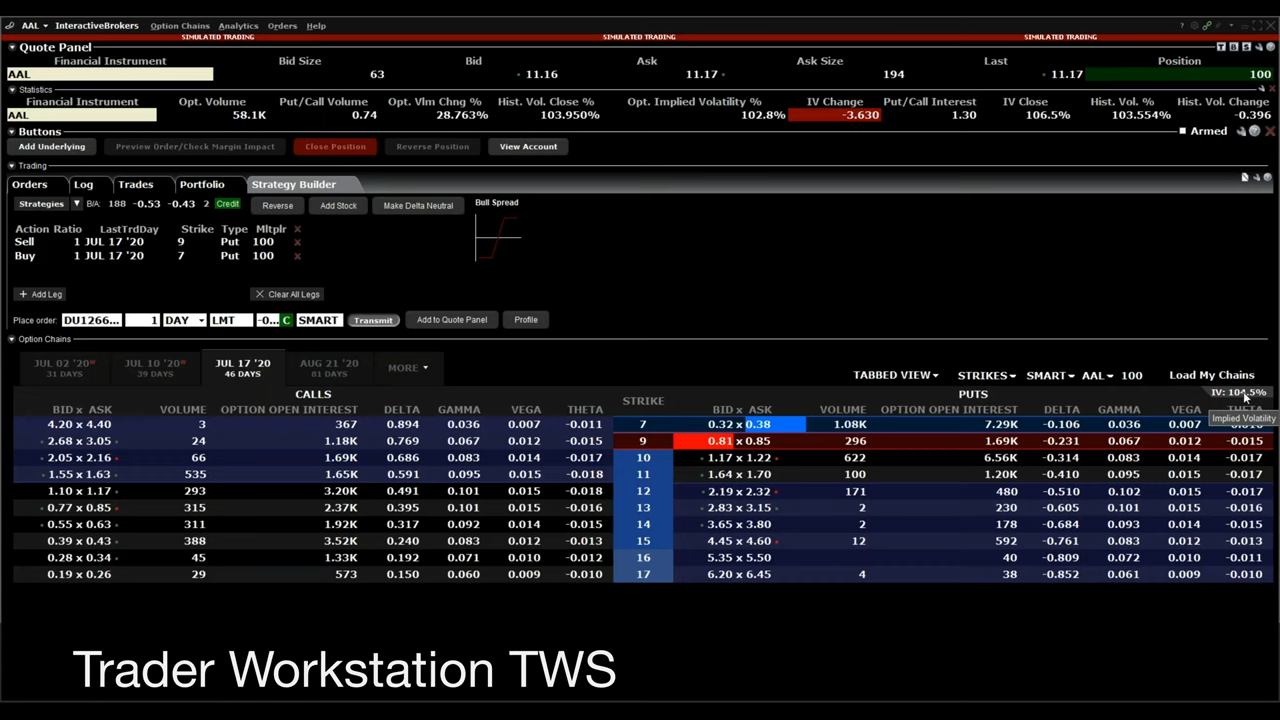 AAL InteractiveBrokers Option Chains Analytics Orders Help ?
SIMULATED TRADING SIMULATED TRADING SIMULATED TRADING
Quote Panel
Financial Instrument Bid Size Bid Ask Ask Size Last Position
AAL 63 11.16 11.17 194 11.17 100
Statistics
Financial Instrument Opt. Volume Put/Call Volume Opt. Vlm Chng % Hist. Vol. Close % Opt. Implied Volatility % IV Change Put/Call Interest IV Close Hist. Vol. % Hist. Vol. Change
AAL 58.1K 0.74 28.763% 103.950% 102.8% -3.630 1.30 106.5% 103.554% -0.396
Buttons Armed
Add Underlying Preview Order/Check Margin Impact Close Position Reverse Position View Account
Trading
Orders Log Trades Portfolio Strategy Builder
Strategies B/A: 188 -0.53 -0.43 2 Credit Reverse Add Stock Make Delta Neutral Bull Spread
Action Ratio LastTrdDay Strike Type Mltplr X
Sell 1 JUL 17 '20 9 Put 100 X
Buy 1 JUL 17 '20 7 Put 100 X
+ Add Leg X Clear All Legs
Place order: DU1266... 1 DAY LMT -0... C SMART Transmit Add to Quote Panel Profile
Option Chains
JUL 02 '20 JUL 10 '20 JUL 17 '20 AUG 21 '20 MORE
31 DAYS 39 DAYS 46 DAYS 81 DAYS
TABBED VIEW STRIKES SMART AAL 100 Load My Chains
CALLS STRIKE PUTS IV: 104.5%
BID x ASK VOLUME OPTION OPEN INTEREST DELTA GAMMA VEGA THETA BID x ASK VOLUME OPTION OPEN INTEREST DELTA GAMMA VEGA THETA
Implied Volatility
4.20 x 4.40 3 367 0.894 0.036 0.007 -0.011 7 0.32 x 0.38 1.08K 7.29K -0.106 0.036 0.007
2.68 x 3.05 24 1.18K 0.769 0.067 0.012 -0.015 9 0.81 x 0.85 296 1.69K -0.231 0.067 0.012 -0.015
2.05 x 2.16 66 1.69K 0.686 0.083 0.014 -0.017 10 1.17 x 1.22 622 6.56K -0.314 0.083 0.014 -0.017
1.55 x 1.63 535 1.65K 0.591 0.095 0.015 -0.018 11 1.64 x 1.70 100 1.20K -0.410 0.095 0.015 -0.017
1.10 x 1.17 293 3.20K 0.491 0.101 0.015 -0.017 12 2.19 x 2.32 171 480 -0.510 0.102 0.015 -0.017
0.77 x 0.85 315 2.37K 0.395 0.101 0.015 -0.016 13 2.83 x 3.15 2 230 -0.605 0.101 0.015 -0.016
0.55 x 0.63 311 1.92K 0.317 0.092 0.014 -0.015 14 3.65 x 3.80 2 178 -0.684 0.093 0.014 -0.015
0.39 x 0.43 388 3.52K 0.240 0.083 0.012 -0.013 15 4.45 x 4.60 12 592 -0.761 0.083 0.012 -0.013
0.28 x 0.34 45 1.33K 0.192 0.071 0.010 -0.012 16 5.35 x 5.50 40 -0.809 0.072 0.010 -0.011
0.19 x 0.26 29 573 0.150 0.060 0.009 -0.010 17 6.20 x 6.45 4 38 -0.852 0.061 0.009 -0.010
Trader Workstation TWS